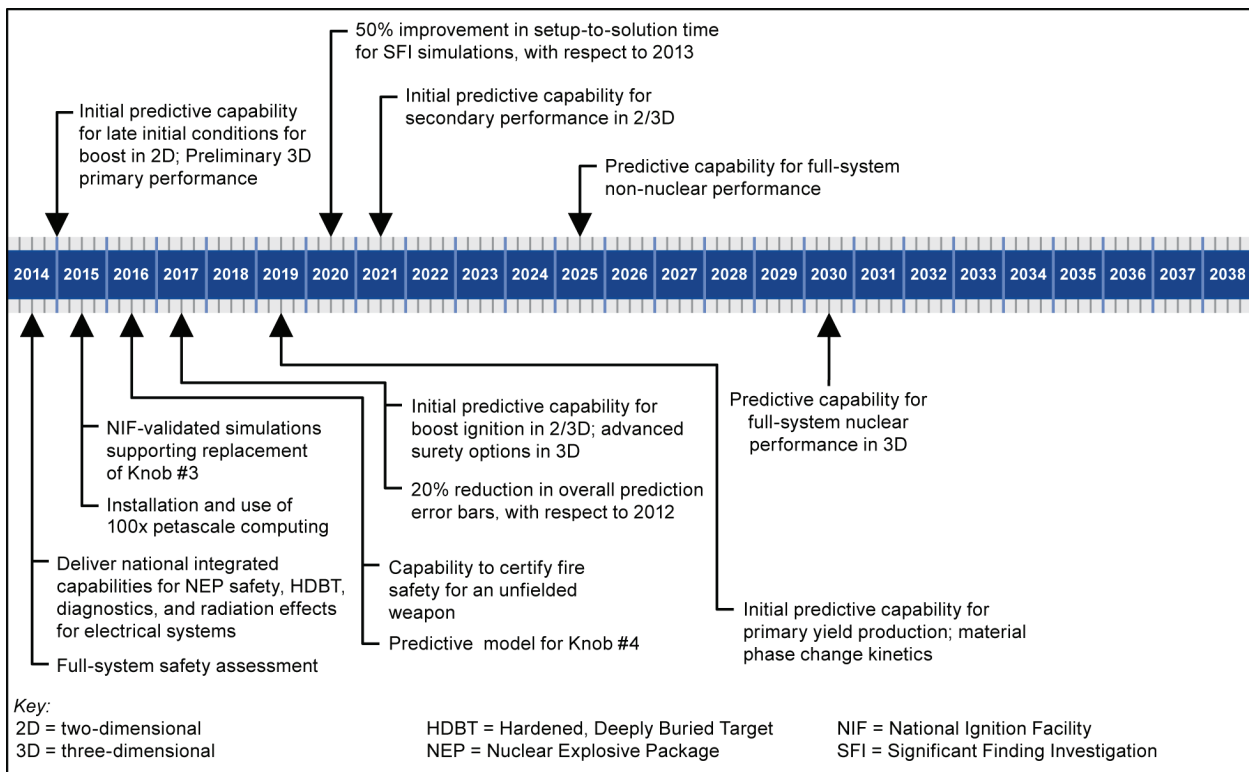 50% improvement in setup-to-solution time
for SFI simulations, with respect to 2013
Initial predictive capability
for late initial conditions for
boost in 2D; Preliminary 3D
primary performance
Initial predictive capability for
secondary performance in 2/3D
Predictive capability for full-system
non-nuclear performance
2014 2015 2016 2017 2018 2019 2020 2021 2022 2023 2024 2025 2026 2027 2028 2029 2030 2031 2032 2033 2034 2035 2036 2037 2038
NIF-validated simulations
supporting replacement
of Knob #3
Installation and use of
100x petascale computing
Deliver national integrated
capabilities for NEP safety, HDBT,
diagnostics, and radiation effects
for electrical systems
Full-system safety assessment
Initial predictive capability for
boost ignition in 2/3D; advanced
surety options in 3D
20% reduction in overall prediction
error bars, with respect to 2012
Capability to certify fire
safety for an unfielded
weapon
Predictive model for Knob #4
Predictive capability for
full-system nuclear
performance in 3D
Initial predictive capability for
primary yield production; material
phase change kinetics
Key:
2D = two-dimensional
3D = three-dimensional
HDBT = Hardened, Deeply Buried Target
NEP = Nuclear Explosive Package
NIF = National Ignition Facility
SFI = Significant Finding Investigation